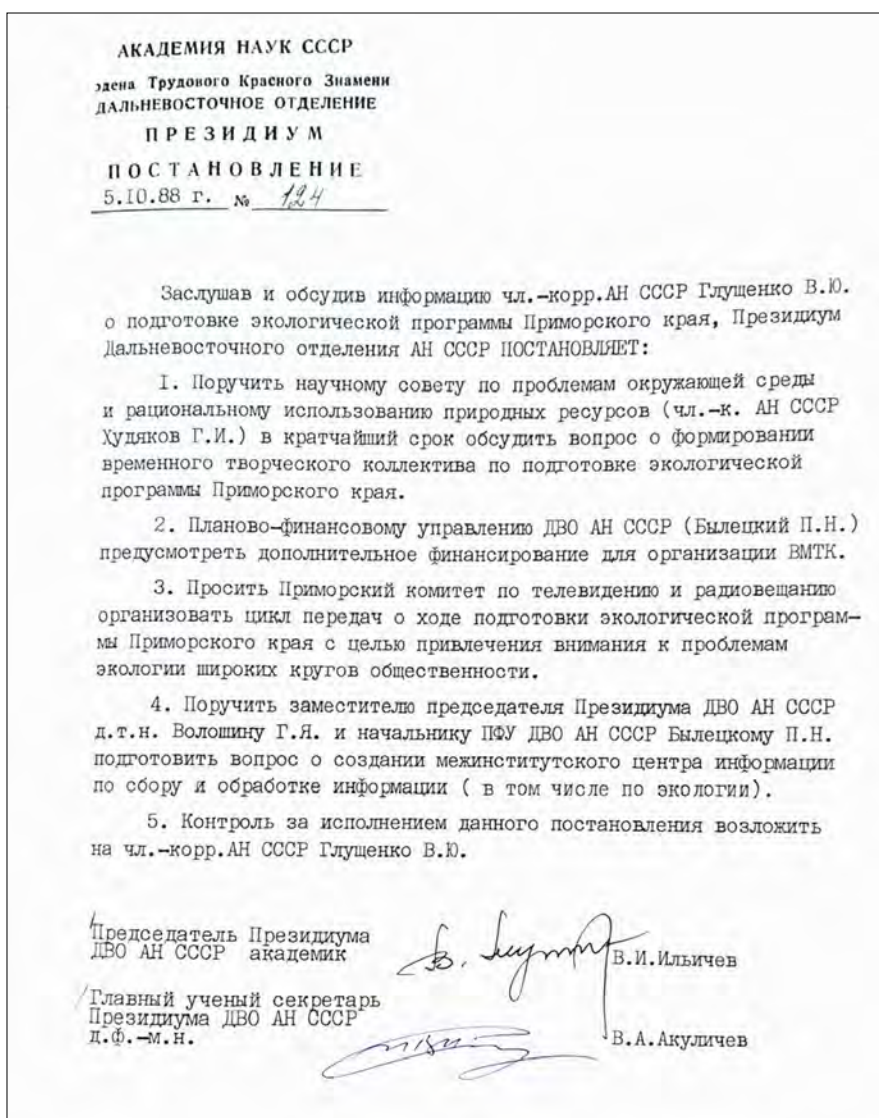 АКАДЕМИЯ НАУК СССР
рдена Трудового Красного Знамени
ДАЛЬНЕВОСТОЧНОЕ ОТДЕЛЕНИЕ
ПРЕЗИДИУМ
ПОСТАНОВЛЕНИЕ
5.10.88 г. № 124
Заслушав и обсудив информацию чл.-корр.АН СССР Глущенко В.Ю.
о подготовке экологической программы Приморского края, Президиум
Дальневосточного отделения АН СССР ПОСТАНОВЛЯЕТ:
1. Поручить научному совету по проблемам окружающей среды
и рациональному использованию природных ресурсов (чл.-к. АН СССР
Худяков Г.И.) в кратчайший срок обсудить вопрос о формировании
временного творческого коллектива по подготовке экологической
программы Приморского края.
2. Планово-финансовому управлению ДВО АН СССР (Былецкий П.Н.)
предусмотреть дополнительное финансирование для организации ВМТК.
3. Просить Приморский комитет по телевидению и радиовещанию
организовать цикл передач о ходе подготовки экологической програм-
мы Приморского края с целью привлечения внимания к проблемам
экологии широких кругов общественности.
4. Поручить заместителю председателя Президиума ДВО АН СССР
д.т.н. Волошину Г.Я. и начальнику ПФУ ДВО АН СССР Былецкому П.Н.
подготовить вопрос о создании межинститутского центра информации
по сбору и обработке информации ( в том числе по экологии).
5. Контроль за исполнением данного постановления возложить
на чл.-корр.АН СССР Глущенко В.Ю.
Председатель Президиума
ДВО АН СССР академик В.И.Ильичев
Главный ученый секретарь
Президиума ДВО АН СССР
д.ф.-м.н. В.А.Акуличев